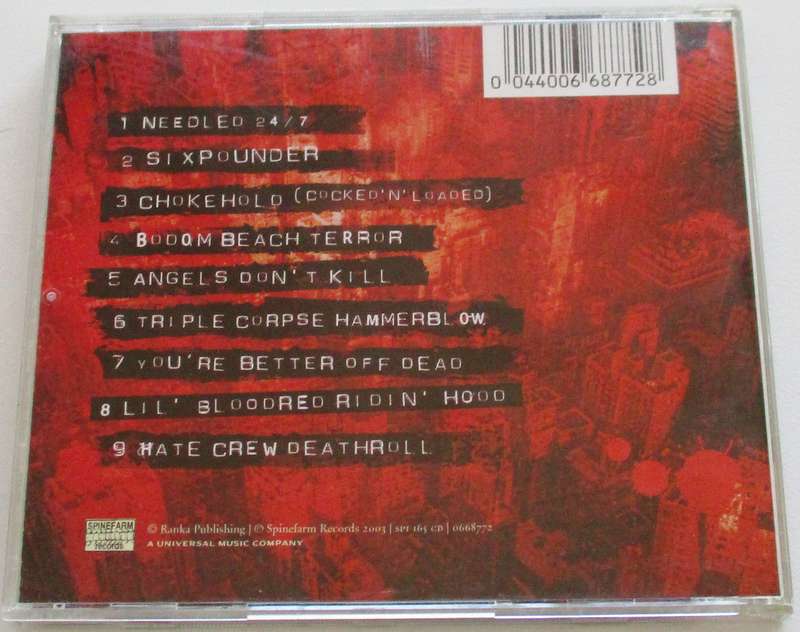 0 044006 687728
1 NEEDLED 24/7
2 SIXPOUNDER
3 CHOKEHOLD (COCKED'N'LOADED)
4 BODOM BEACH TERROR
5 ANGELS DON'T KILL
6 TRIPLE CORPSE HAMMERBLOW
7 YOU'RE BETTER OFF DEAD
8 LIL' BLOODRED RIDIN' HOOD
9 HATE CREW DEATHROLL
SPINEFARM
records
© Ranka Publishing | ℗ Spinefarm Records 2003 | SPI 165 CD | 0668772
A UNIVERSAL MUSIC COMPANY